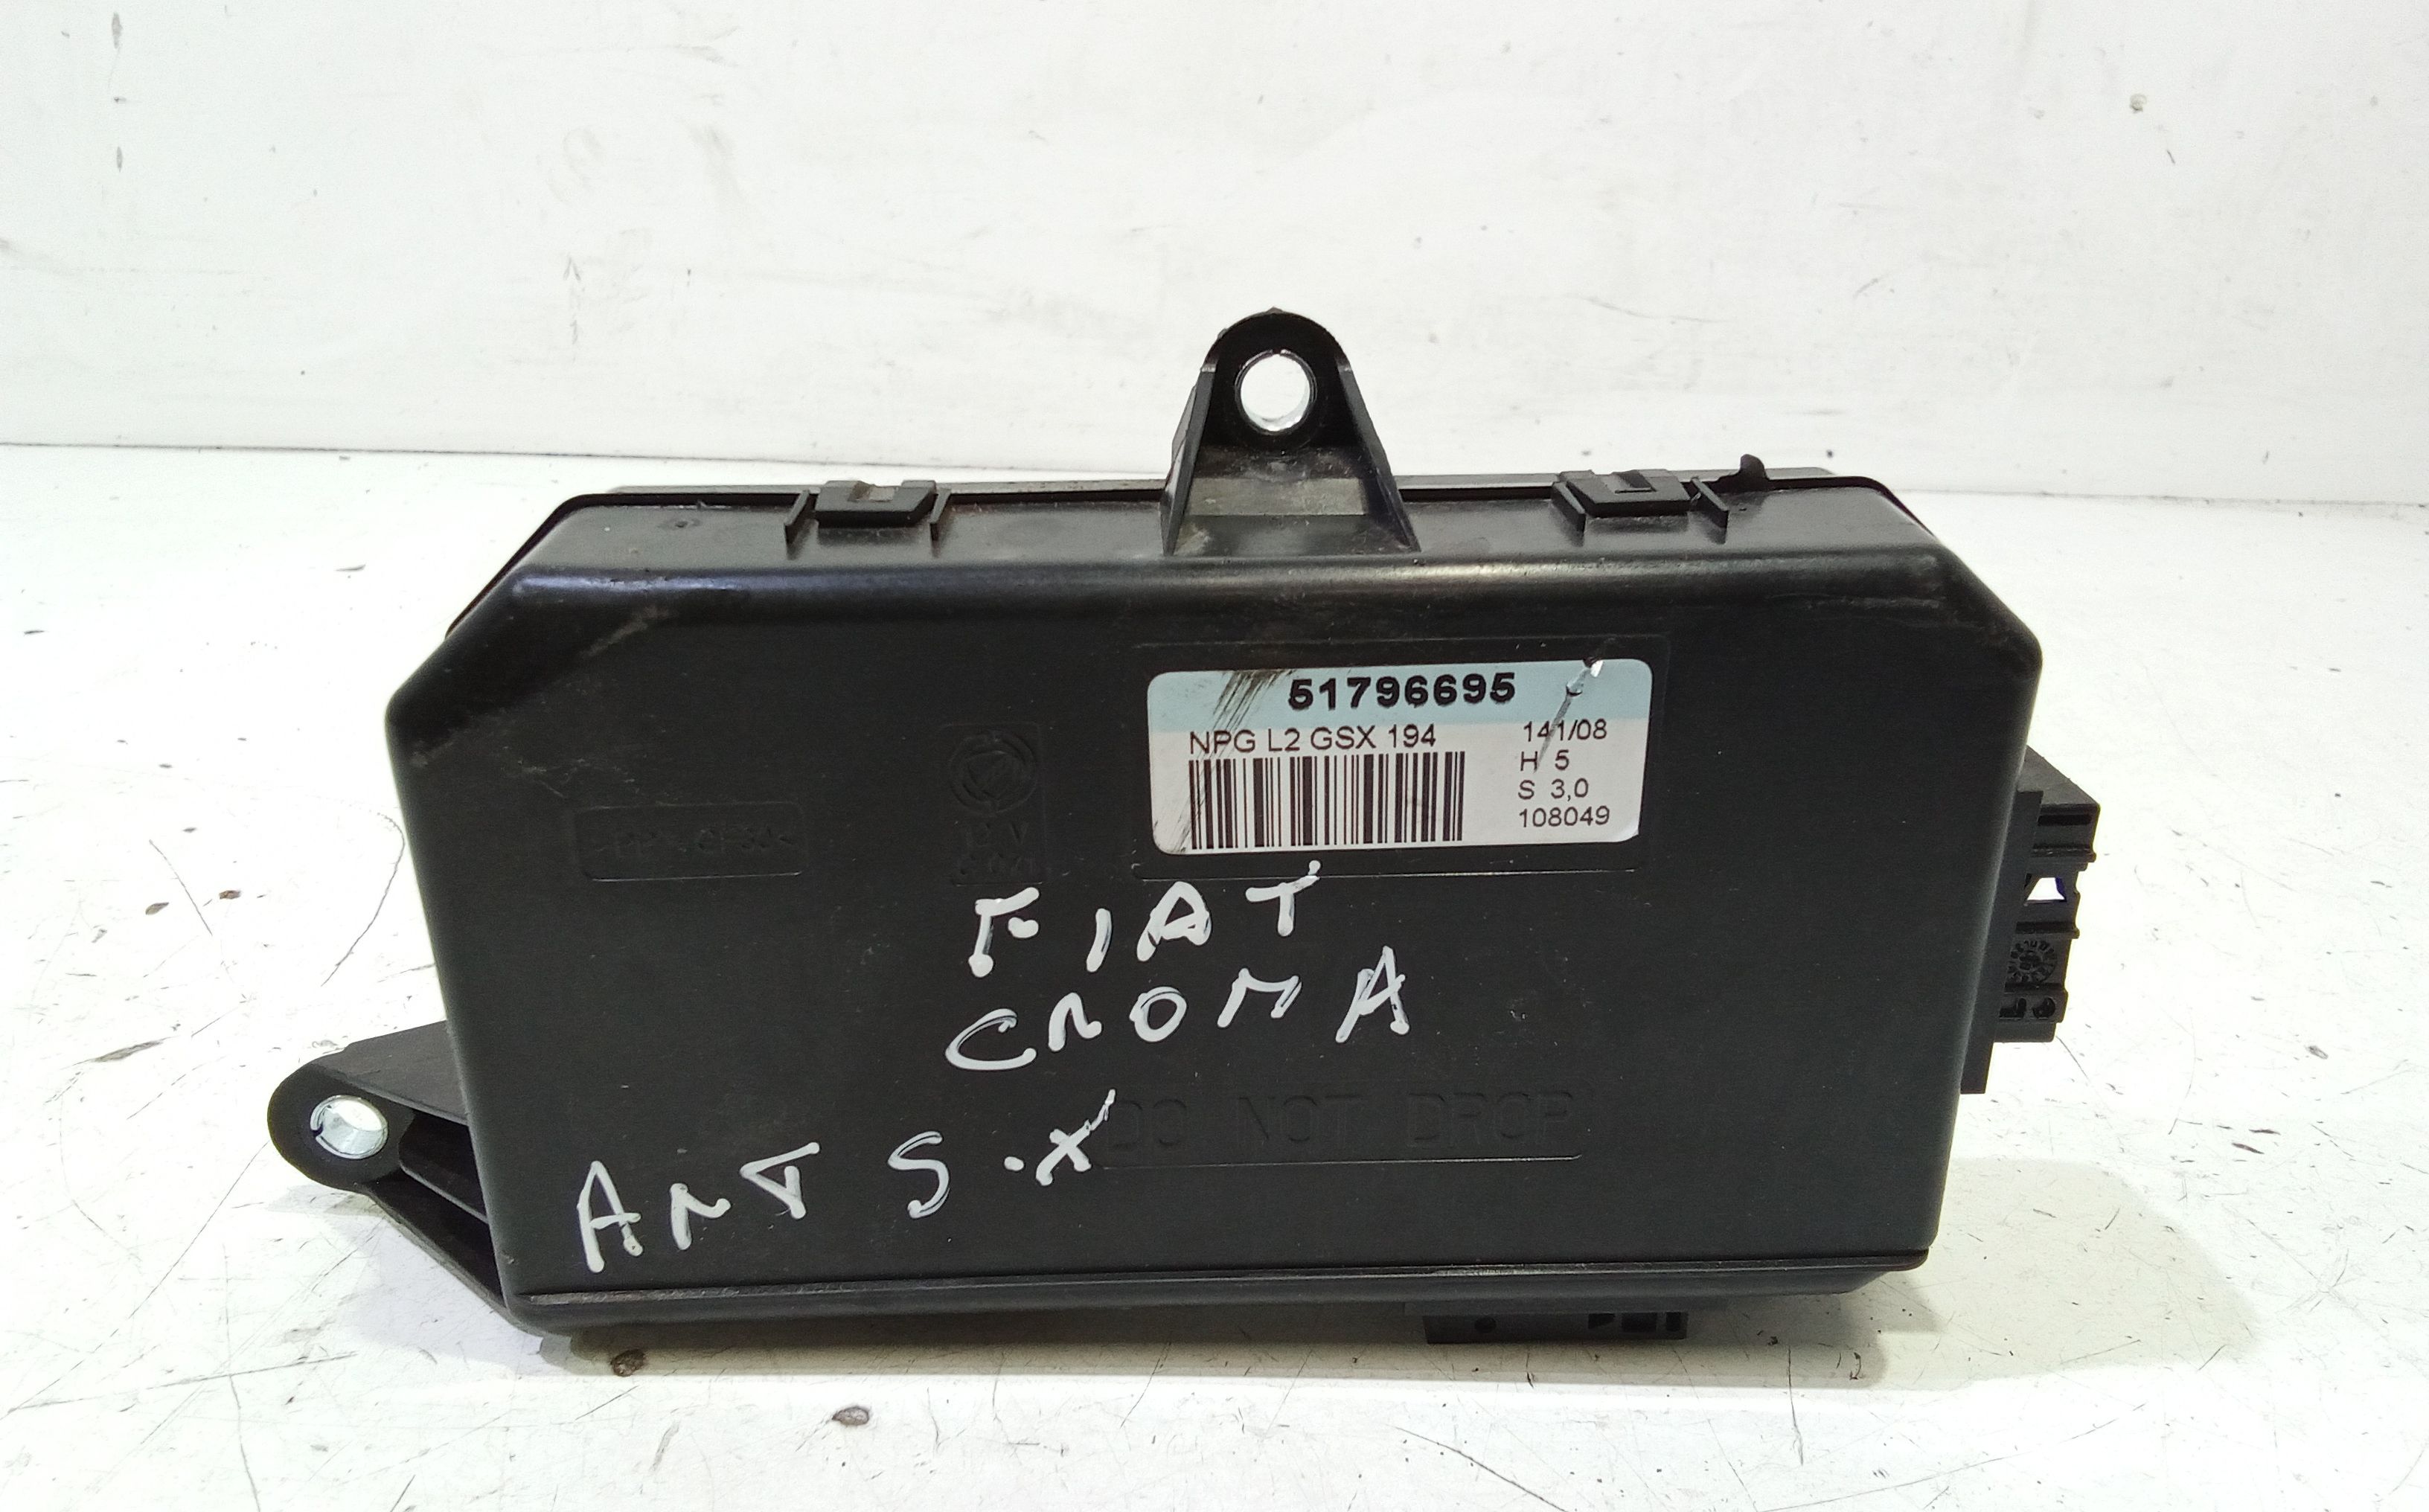 51796695
NPG L2 GSX 194
141/08
H 5
S 3,0
108049
FIAT
CROMA
DO NOT DROP
ANT S.X